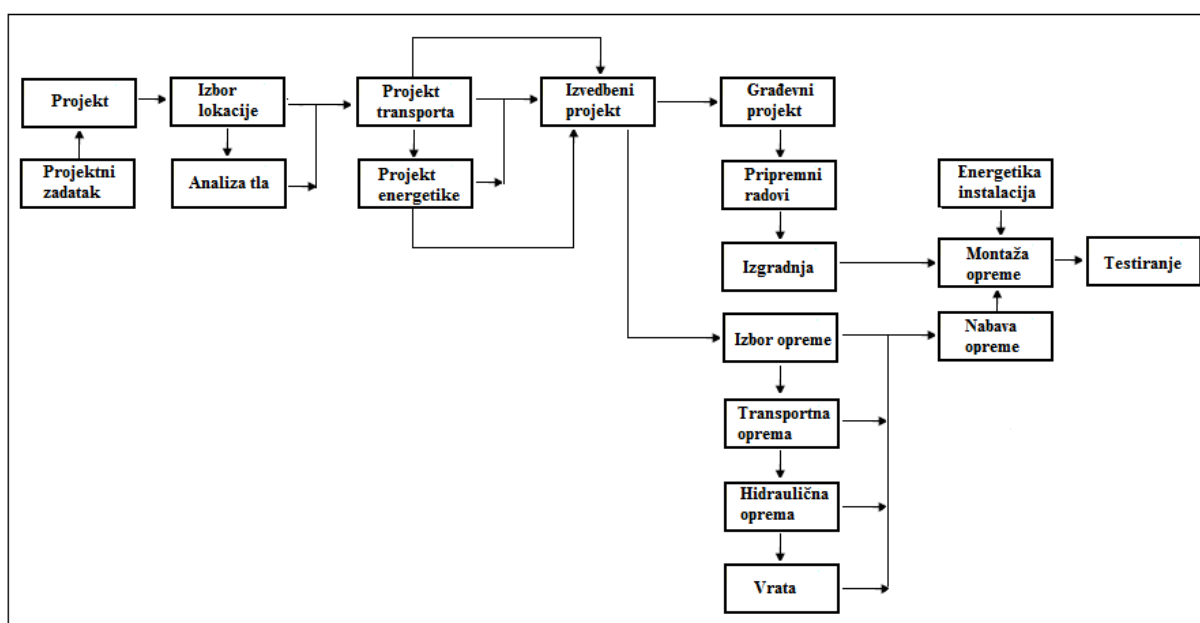 Projekt
Izbor
lokacije
Projekt
transporta
Izvedbeni
projekt
Građevni
projekt
Projektni
zadatak
Analiza tla
Projekt
energetike
Pripremni
radovi
Energetika
instalacija
Izgradnja
Montaža
opreme
Testiranje
Izbor opreme
Nabava
opreme
Transportna
oprema
Hidraulična
oprema
Vrata